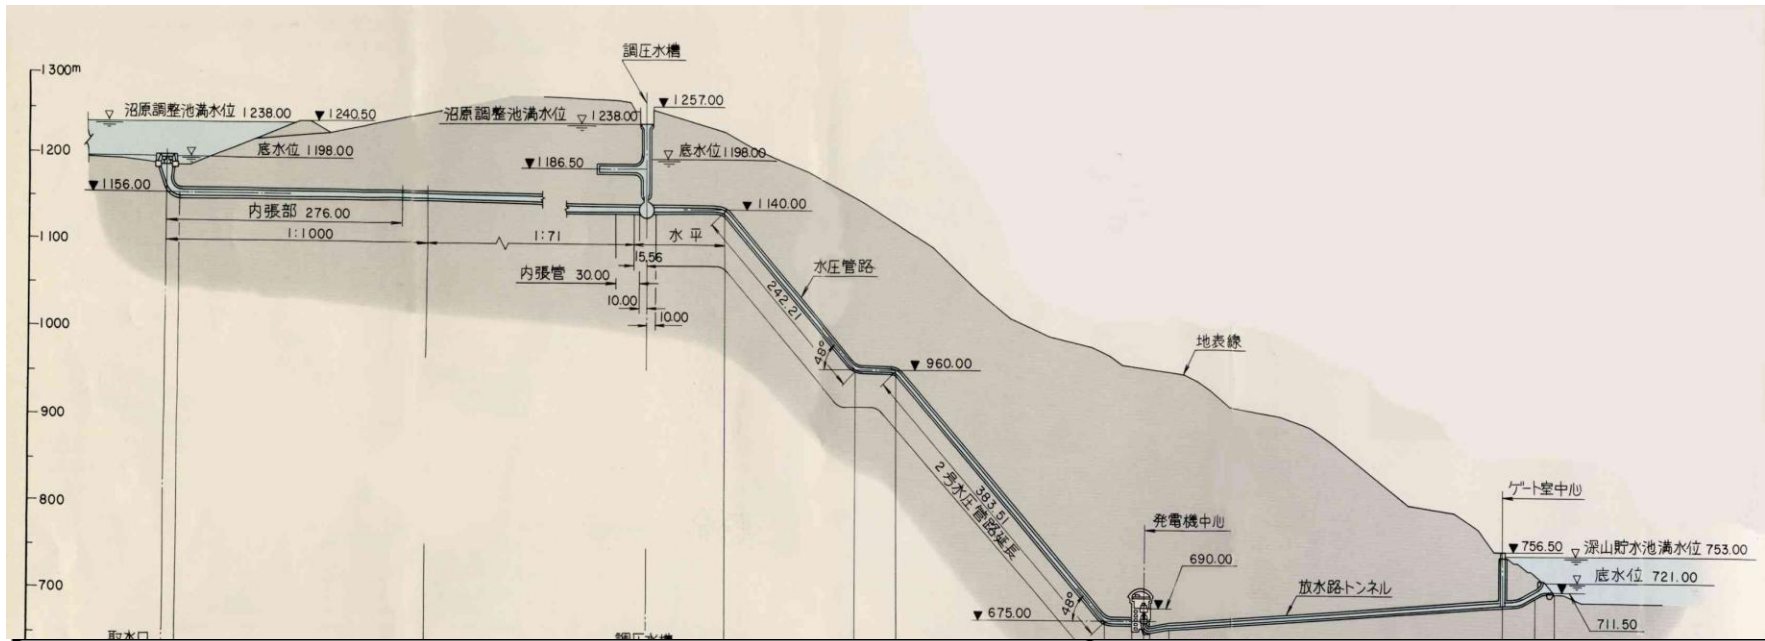 調圧水槽
1300m
沼原調整池満水位 1238.00
1240.50
沼原調整池満水位 1238.00
1257.00
1200
底水位 1198.00
底水位 1198.00
1186.50
1156.00
内張部 276.00
1140.00
1100
1:1000
1:71
水平
15.56
内張管 30.00
水圧管路
10.00
10.00
242.21
1000
地表線
48°
960.00
900
383.51
2号水圧管路延長
800
ゲート室中心
発電機中心
756.50
深山貯水池満水位 753.00
690.00
底水位 721.00
700
放水路トンネル
48°
675.00
711.50
取水口
調圧水槽